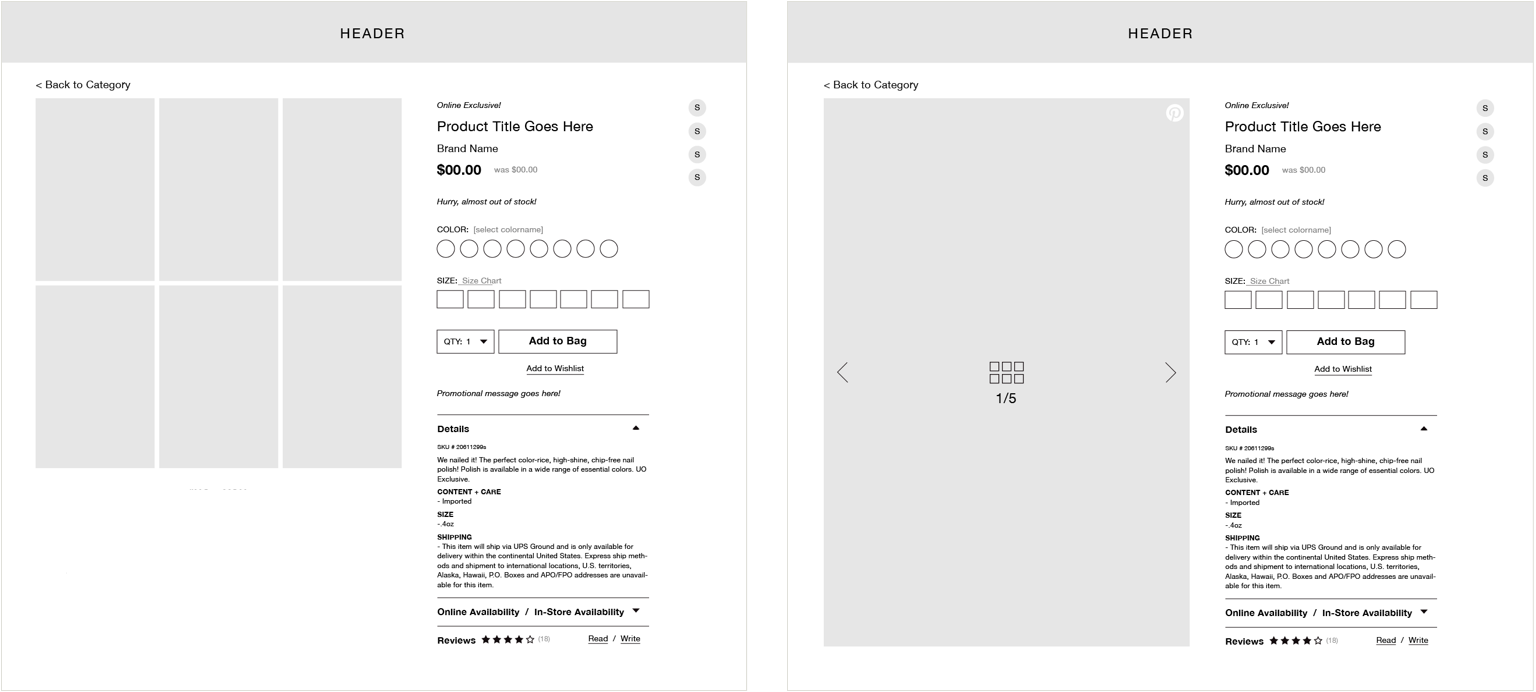 HEADER
< Back to Category
Online Exclusive!
S
Product Title Goes Here
S
Brand Name
S
$00.00 was $00.00
S
Hurry, almost out of stock!
COLOR: [select colorname]
SIZE: Size Chart
QTY: 1 Add to Bag
Add to Wishlist
Promotional message goes here!
Details
SKU # 20611299s
We nailed it! The perfect color-rice, high-shine, chip-free nail
polish! Polish is available in a wide range of essential colors. UO
Exclusive.
CONTENT + CARE
- Imported
SIZE
-.4oz
SHIPPING
- This item will ship via UPS Ground and is only available for
delivery within the continental United States. Express ship meth-
ods and shipment to international locations, U.S. territories,
Alaska, Hawaii, P.O. Boxes and APO/FPO addresses are unavail-
able for this item.
Online Availability / In-Store Availability
Reviews (18) Read / Write
HEADER
< Back to Category
1/5
Online Exclusive!
S
Product Title Goes Here
S
Brand Name
S
$00.00 was $00.00
S
Hurry, almost out of stock!
COLOR: [select colorname]
SIZE: Size Chart
QTY: 1 Add to Bag
Add to Wishlist
Promotional message goes here!
Details
SKU # 20611299s
We nailed it! The perfect color-rice, high-shine, chip-free nail
polish! Polish is available in a wide range of essential colors. UO
Exclusive.
CONTENT + CARE
- Imported
SIZE
-.4oz
SHIPPING
- This item will ship via UPS Ground and is only available for
delivery within the continental United States. Express ship meth-
ods and shipment to international locations, U.S. territories,
Alaska, Hawaii, P.O. Boxes and APO/FPO addresses are unavail-
able for this item.
Online Availability / In-Store Availability
Reviews (18) Read / Write